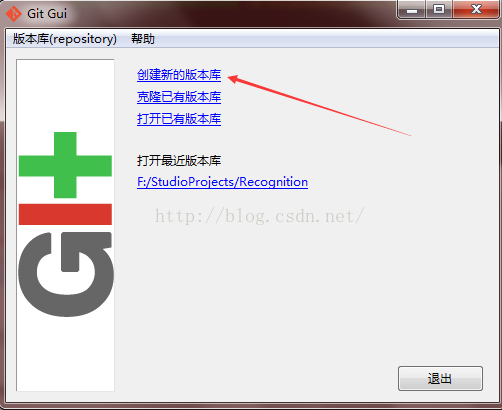 Git Gui
版本库(repository) 帮助
创建新的版本库
克隆已有版本库
打开已有版本库
打开最近版本库
F:/StudioProjects/Recognition
http://blog.csdn.net/
GIt
退出